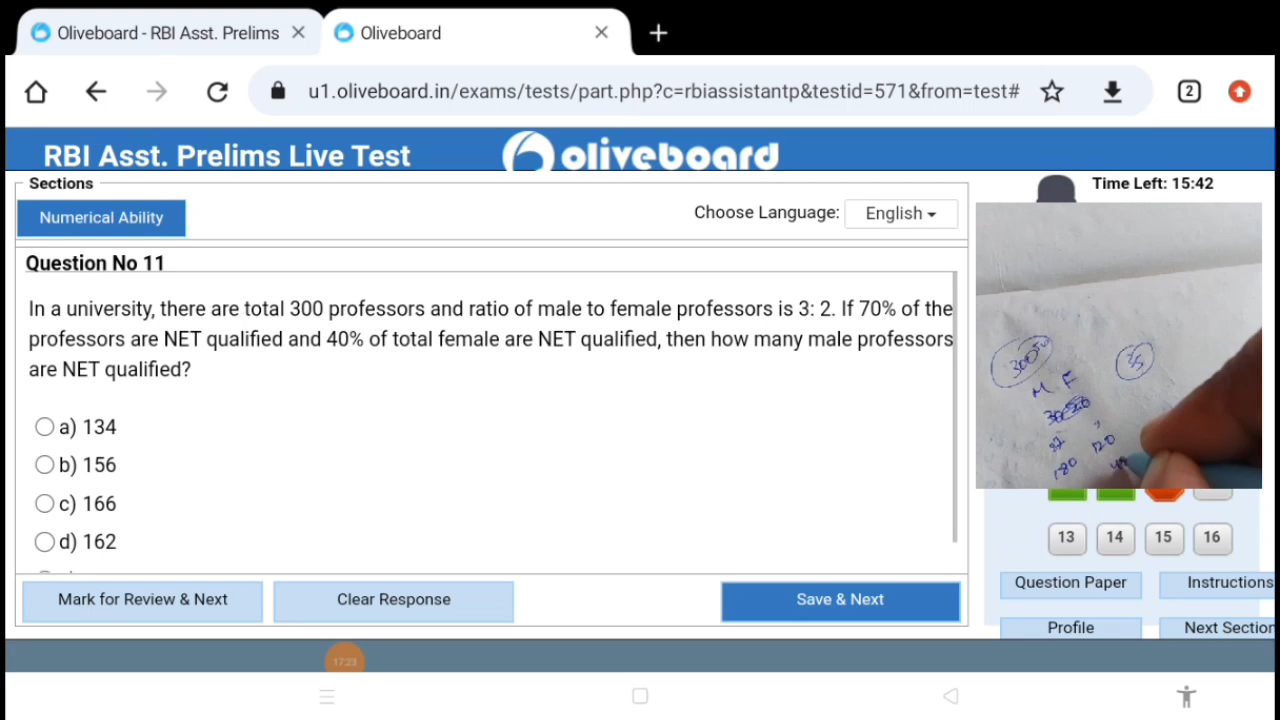 Oliveboard - RBI Asst. Prelims
Oliveboard
u1.oliveboard.in/exams/tests/part.php?c=rbiassistantp&testid=571&from=test#
2
RBI Asst. Prelims Live Test
oliveboard
Sections
Time Left: 15:42
Numerical Ability
Choose Language:
English
Question No 11
In a university, there are total 300 professors and ratio of male to female professors is 3: 2. If 70% of the
professors are NET qualified and 40% of total female are NET qualified, then how many male professors
are NET qualified?
a) 134
b) 156
c) 166
d) 162
M F
180 120
13 14 15 16
Mark for Review & Next
Clear Response
Save & Next
Question Paper
Instructions
Profile
Next Section
17:23